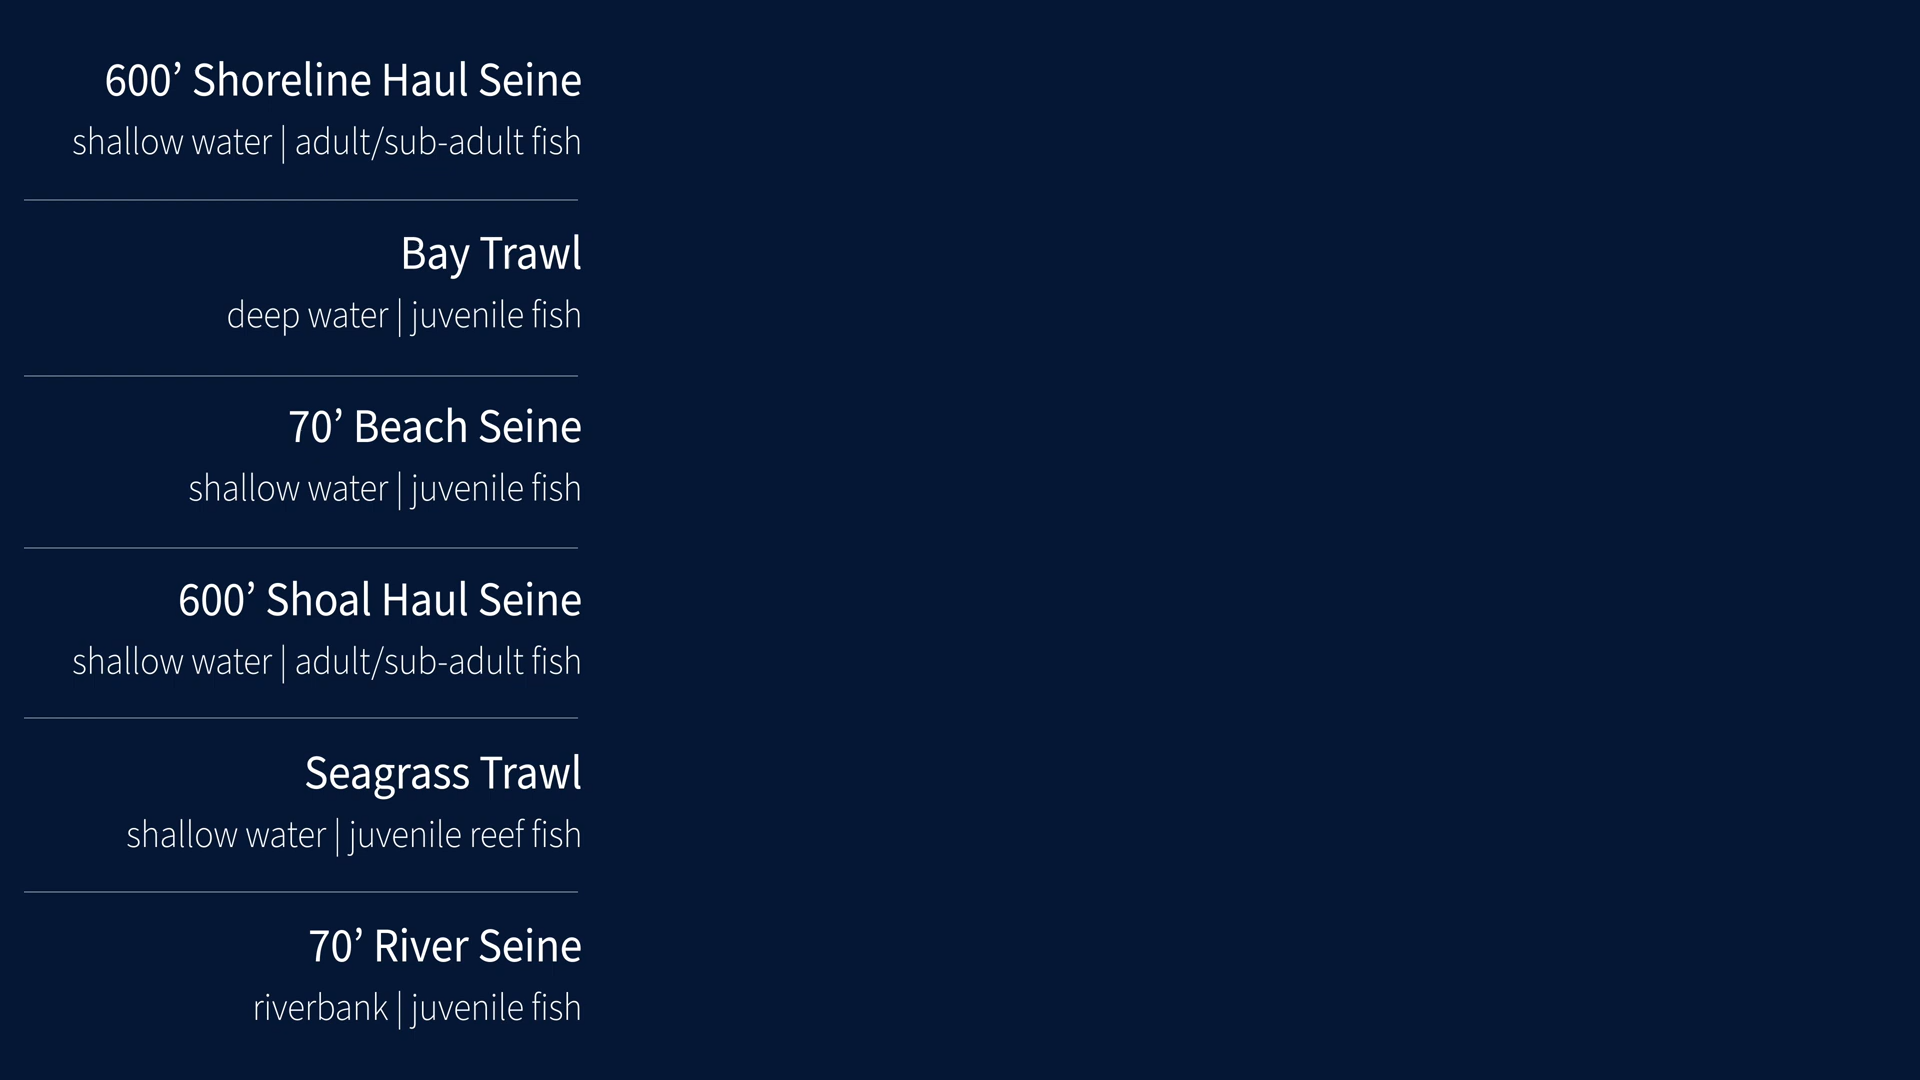 600’ Shoreline Haul Seine
shallow water | adult/sub-adult fish
Bay Trawl
deep water | juvenile fish
70’ Beach Seine
shallow water | juvenile fish
600’ Shoal Haul Seine
shallow water | adult/sub-adult fish
Seagrass Trawl
shallow water | juvenile reef fish
70’ River Seine
riverbank | juvenile fish